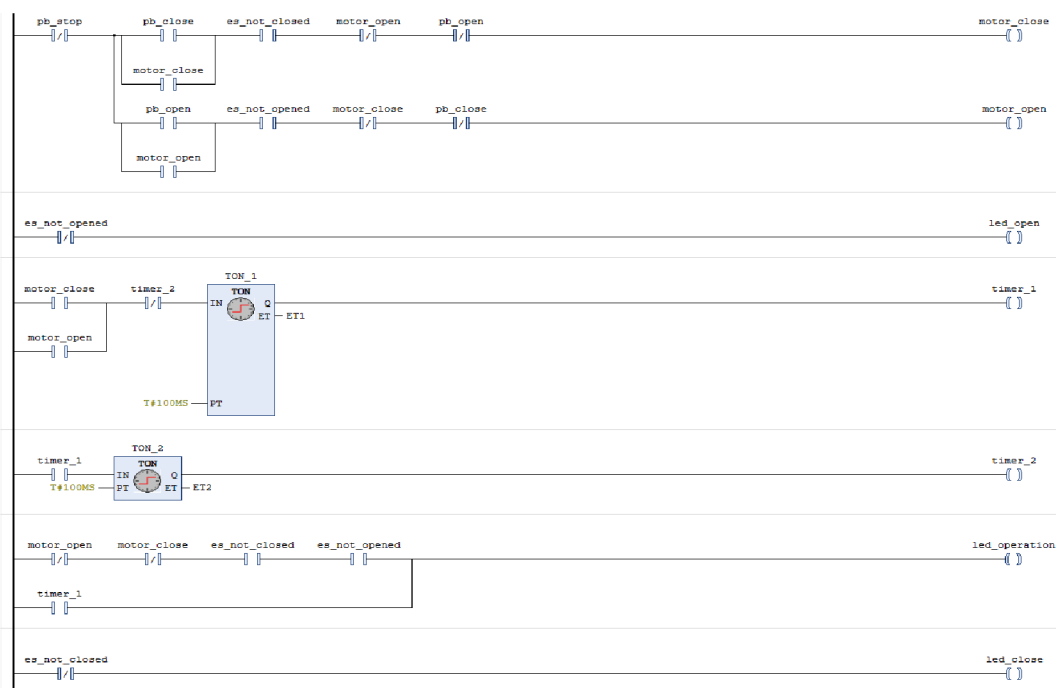 pb_stop pb_close es_not_closed motor_open pb_open motor_close
motor_close
pb_open es_not_opened motor_close pb_close motor_open
motor_open
es_not_opened led_open
TON_1
motor_close timer_2 TON timer_1
IN Q
ET ET1
motor_open
T#100MS PT
TON_2
timer_1 TON timer_2
IN Q
T#100MS PT ET ET2
motor_open motor_close es_not_closed es_not_opened led_operation
timer_1
es_not_closed led_close